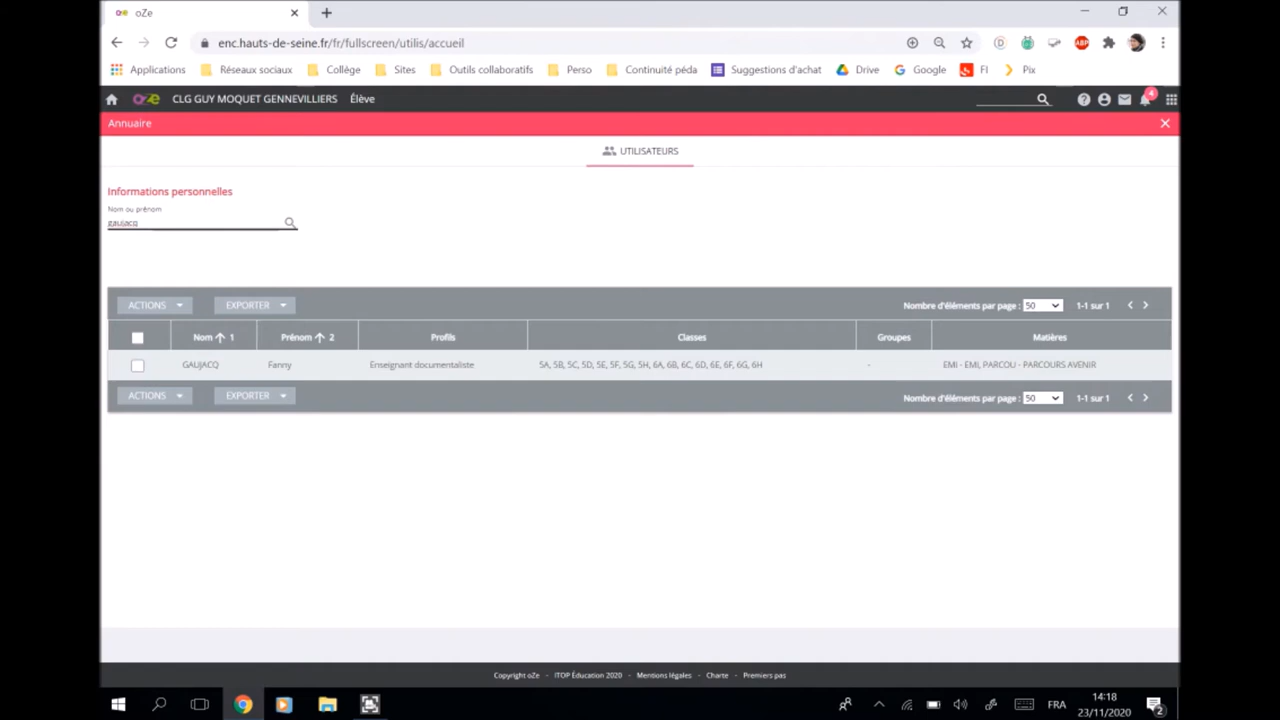 oZe
enc.hauts-de-seine.fr/fr/fullscreen/utilis/accueil
Applications Réseaux sociaux Collège Sites Outils collaboratifs Perso Continuité péda Suggestions d'achat Drive Google FI Pix
oZe CLG GUY MOQUET GENNEVILLIERS Élève 4
Annuaire
UTILISATEURS
Informations personnelles
Nom ou prénom
gaujacq
ACTIONS EXPORTER Nombre d'éléments par page : 50 1-1 sur 1
Nom 1 Prénom 2 Profils Classes Groupes Matières
GAUJACQ Fanny Enseignant documentaliste 5A, 5B, 5C, 5D, 5E, 5F, 5G, 5H, 6A, 6B, 6C, 6D, 6E, 6F, 6G, 6H - EMI - EMI, PARCOU - PARCOURS AVENIR
ACTIONS EXPORTER Nombre d'éléments par page : 50 1-1 sur 1
Copyright oZe - ITOP Éducation 2020 - Mentions légales - Charte - Premiers pas
FRA 14:18
23/11/2020 2